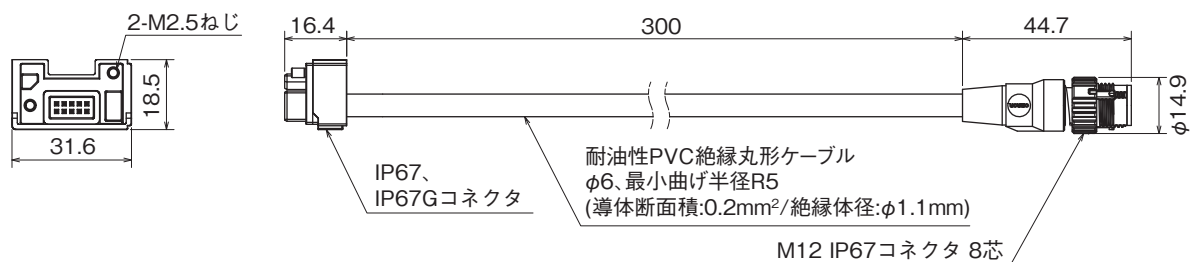 2-M2.5ねじ
18.5
31.6
16.4
300
44.7
φ14.9
IP67、
IP67Gコネクタ
耐油性PVC絶縁丸形ケーブル
φ6、最小曲げ半径R5
(導体断面積:0.2mm²/絶縁体径:φ1.1mm)
M12 IP67コネクタ 8芯